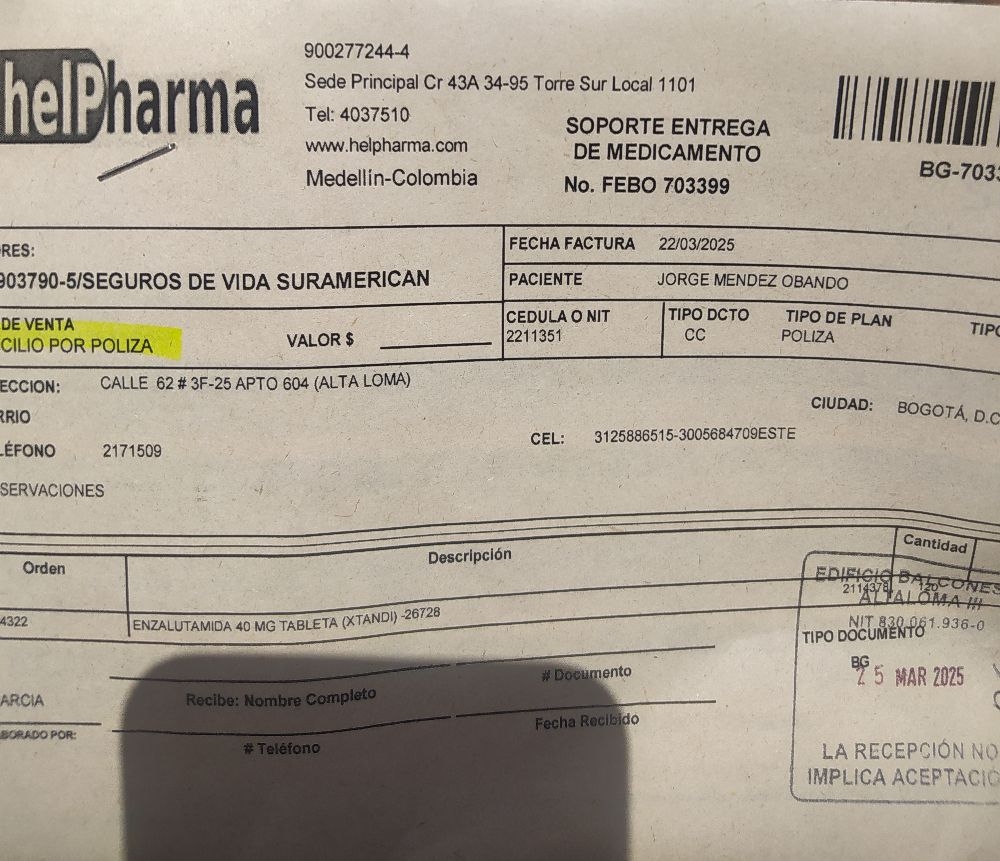 helPharma
900277244-4
Sede Principal Cr 43A 34-95 Torre Sur Local 1101
Tel: 4037510
www.helpharma.com
Medellín-Colombia
SOPORTE ENTREGA
DE MEDICAMENTO
No. FEBO 703399
BG-703
RES:
903790-5/SEGUROS DE VIDA SURAMERICAN
FECHA FACTURA 22/03/2025
PACIENTE JORGE MENDEZ OBANDO
DE VENTA
CILIO POR POLIZA
VALOR $
CEDULA O NIT
2211351
TIPO DCTO
CC
TIPO DE PLAN
POLIZA
TIPO
ECCION: CALLE 62 # 3F-25 APTO 604 (ALTA LOMA)
RRIO
CIUDAD: BOGOTÁ, D.C
LÉFONO 2171509
CEL: 3125886515-3005684709ESTE
SERVACIONES
Orden
Descripción
Cantidad
4322
ENZALUTAMIDA 40 MG TABLETA (XTANDI) -26728
2114378
120
EDIFICIO BALCONES
ALTALOMA III
NIT 830.061.936-0
TIPO DOCUMENTO
BG
25 MAR 2025
LA RECEPCIÓN NO
IMPLICA ACEPTACIÓ
ARCIA
BORADO POR:
Recibe: Nombre Completo
# Documento
# Teléfono
Fecha Recibido